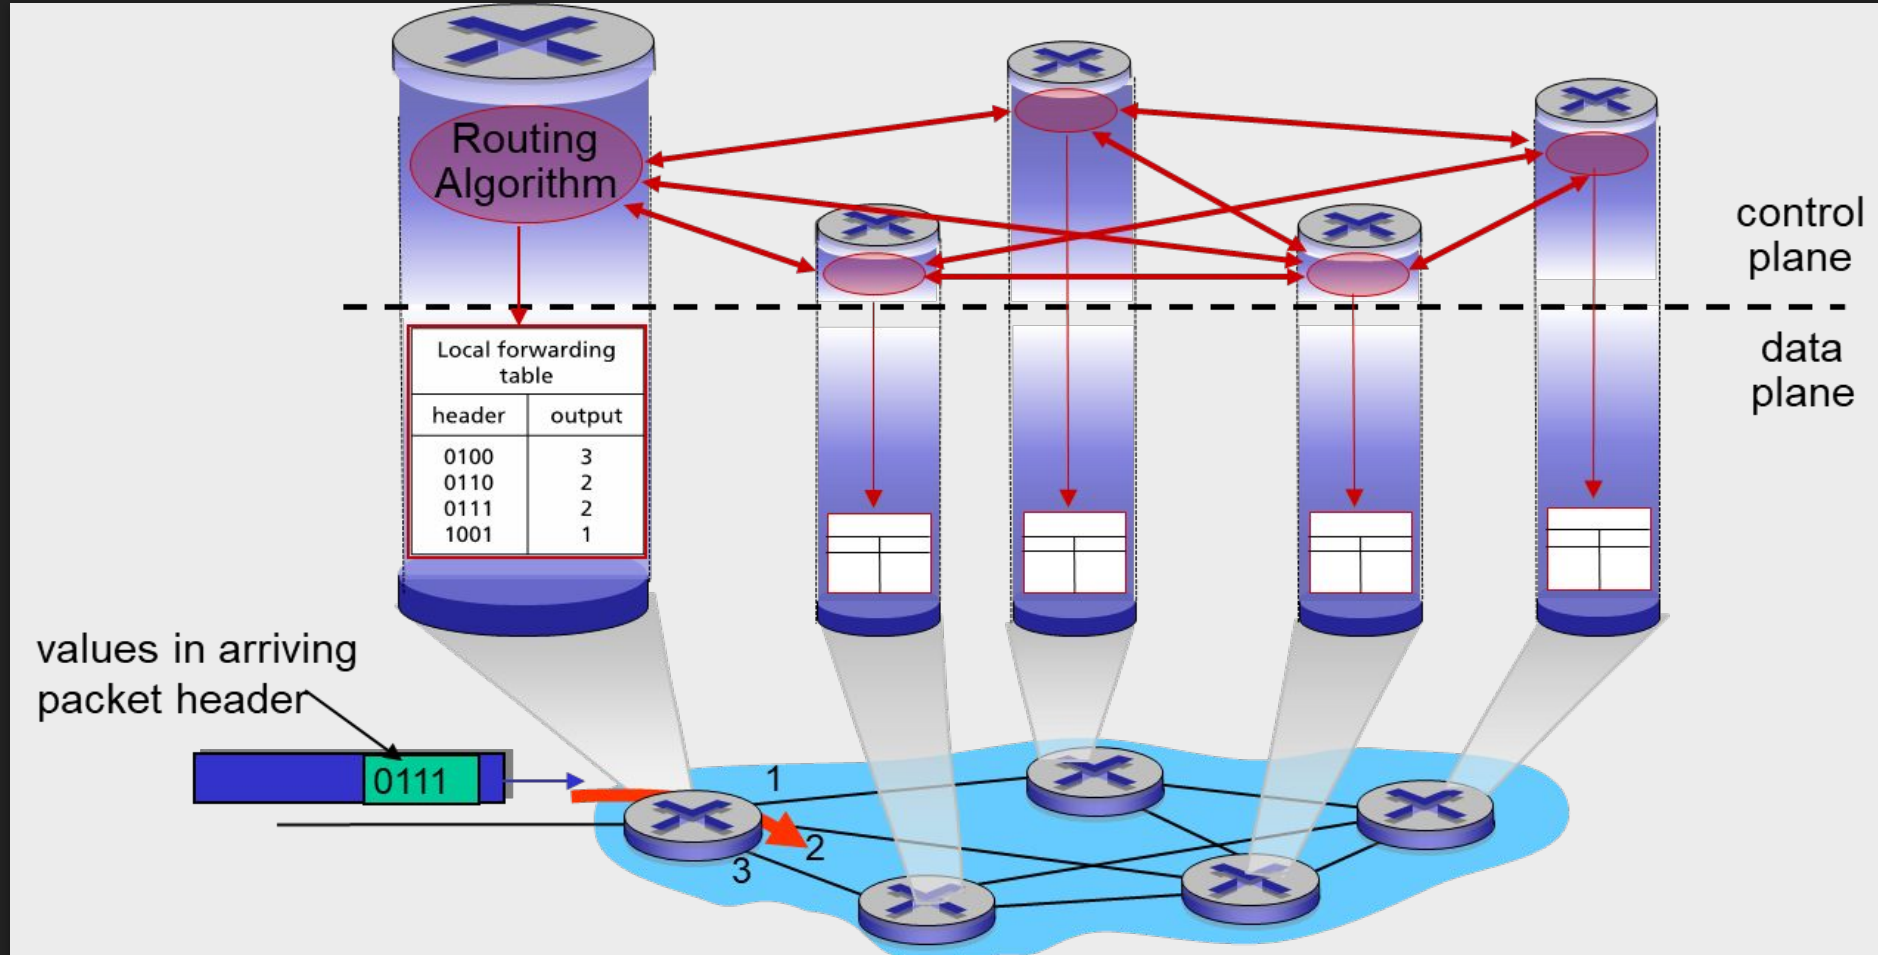 Routing
Algorithm
control
plane
data
plane
Local forwarding
table
header output
0100 3
0110 2
0111 2
1001 1
values in arriving
packet header
0111
1
2
3